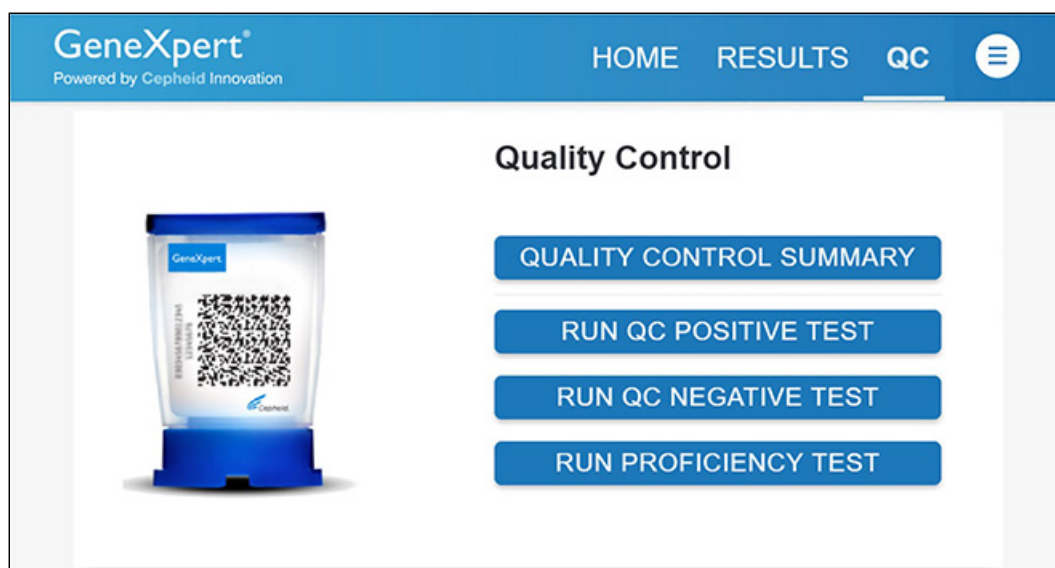 GeneXpert®
Powered by Cepheid Innovation
HOME RESULTS QC
Quality Control
QUALITY CONTROL SUMMARY
RUN QC POSITIVE TEST
RUN QC NEGATIVE TEST
RUN PROFICIENCY TEST
GeneXpert
Cepheid.